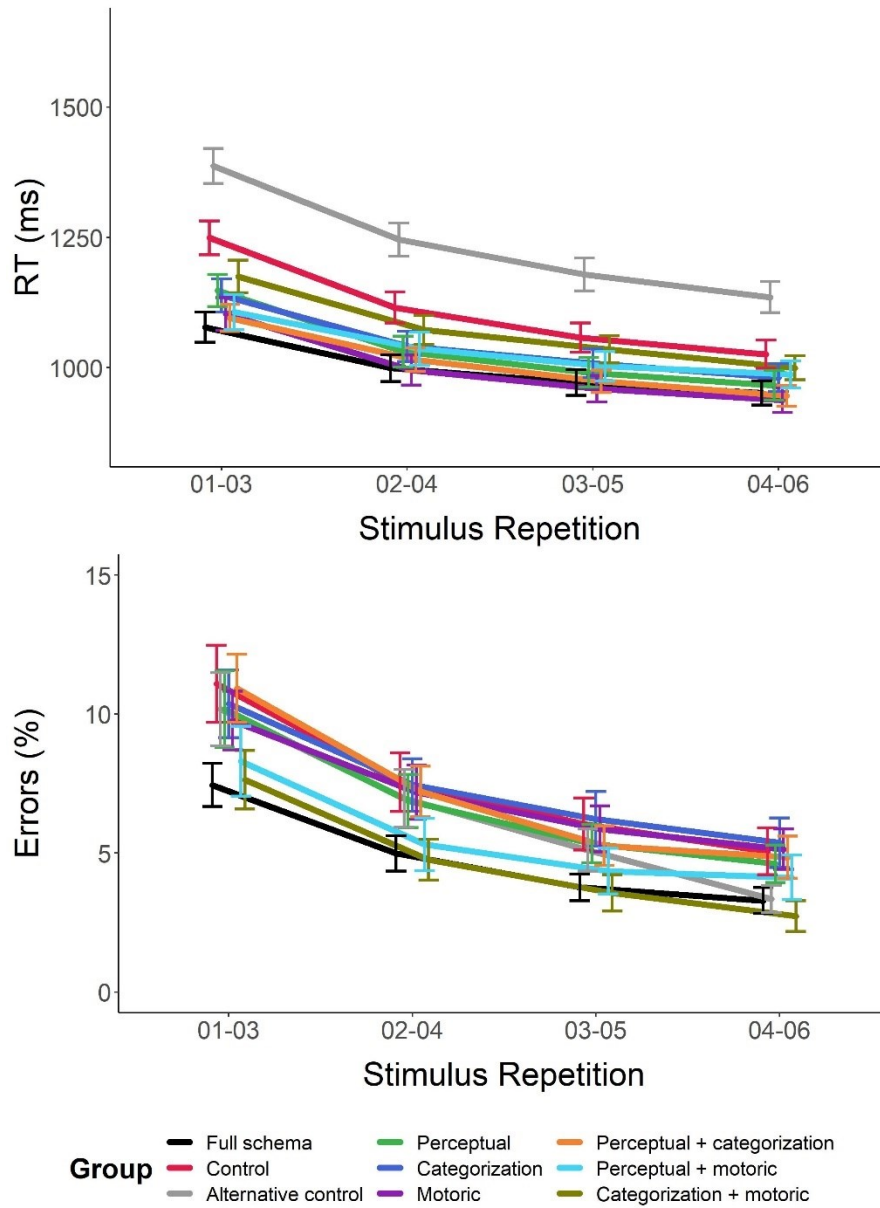 1500
1250
1000
RT (ms)
01-03 02-04 03-05 04-06
Stimulus Repetition
15
10
5
0
Errors (%)
01-03 02-04 03-05 04-06
Stimulus Repetition
Group
Full schema Perceptual Perceptual + categorization
Control Categorization Perceptual + motoric
Alternative control Motoric Categorization + motoric